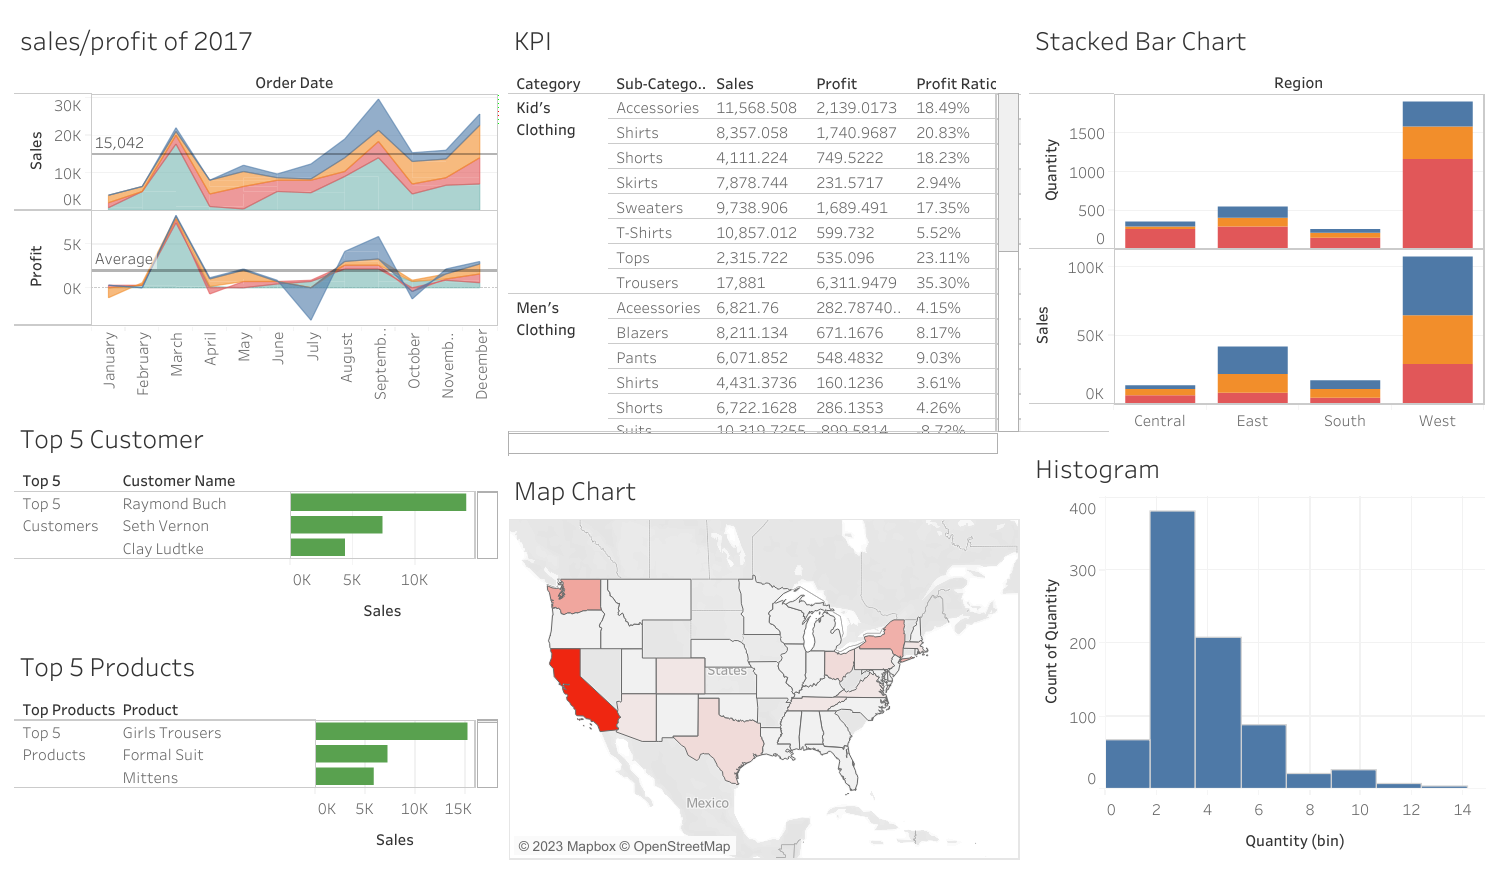 sales/profit of 2017
Order Date
Sales
30K
20K
15,042
10K
0K
Profit
5K
Average
0K
January
February
March
April
May
June
July
August
Septemb..
October
Novemb..
December
KPI
Category Sub-Catego.. Sales Profit Profit Ratio
Kid's Clothing
Accessories 11,568.508 2,139.0173 18.49%
Shirts 8,357.058 1,740.9687 20.83%
Shorts 4,111.224 749.5222 18.23%
Skirts 7,878.744 231.5717 2.94%
Sweaters 9,738.906 1,689.491 17.35%
T-Shirts 10,857.012 599.732 5.52%
Tops 2,315.722 535.096 23.11%
Trousers 17,881 6,311.9479 35.30%
Men's Clothing
Aceessories 6,821.76 282.78740.. 4.15%
Blazers 8,211.134 671.1676 8.17%
Pants 6,071.852 548.4832 9.03%
Shirts 4,431.3736 160.1236 3.61%
Shorts 6,722.1628 286.1353 4.26%
Suits 10,319.7255 -899.5814 -8.72%
Stacked Bar Chart
Region
Quantity
1500
1000
500
0
Sales
100K
50K
0K
Central East South West
Top 5 Customer
Top 5 Customer Name
Top 5 Customers
Raymond Buch
Seth Vernon
Clay Ludtke
0K 5K 10K
Sales
Top 5 Products
Top Products Product
Top 5 Products
Girls Trousers
Formal Suit
Mittens
0K 5K 10K 15K
Sales
Map Chart
States
Mexico
© 2023 Mapbox © OpenStreetMap
Histogram
Count of Quantity
400
300
200
100
0
0 2 4 6 8 10 12 14
Quantity (bin)